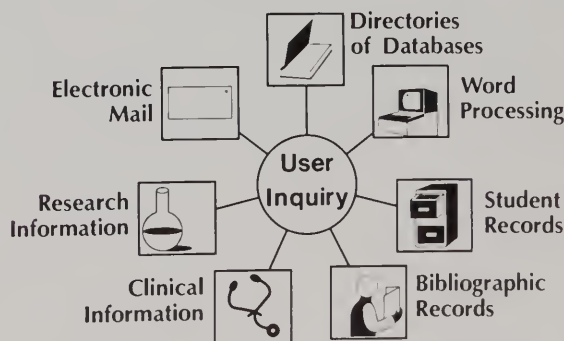 Directories
of Databases
Word
Processing
Student
Records
Bibliographic
Records
Clinical
Information
Research
Information
Electronic
Mail
User
Inquiry